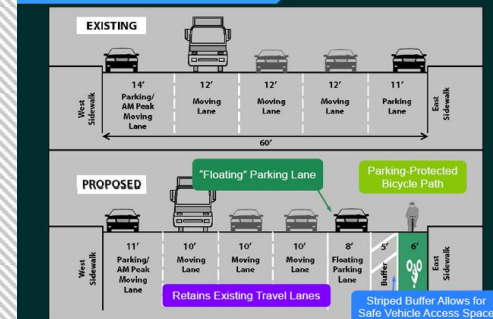 EXISTING
14'
12'
12'
12'
11'
West
Sidewalk
Parking/
AM Peak
Moving
Lane
Moving
Lane
Moving
Lane
Moving
Lane
Parking
Lane
East
Sidewalk
60'
PROPOSED
"Floating" Parking Lane
Parking-Protected
Bicycle Path
11'
10'
10'
10'
8'
5'
6'
West
Sidewalk
Parking/
AM Peak
Moving
Lane
Moving
Lane
Moving
Lane
Moving
Lane
Floating
Parking
Lane
Buffer
East
Sidewalk
Retains Existing Travel Lanes
Striped Buffer Allows for
Safe Vehicle Access Space